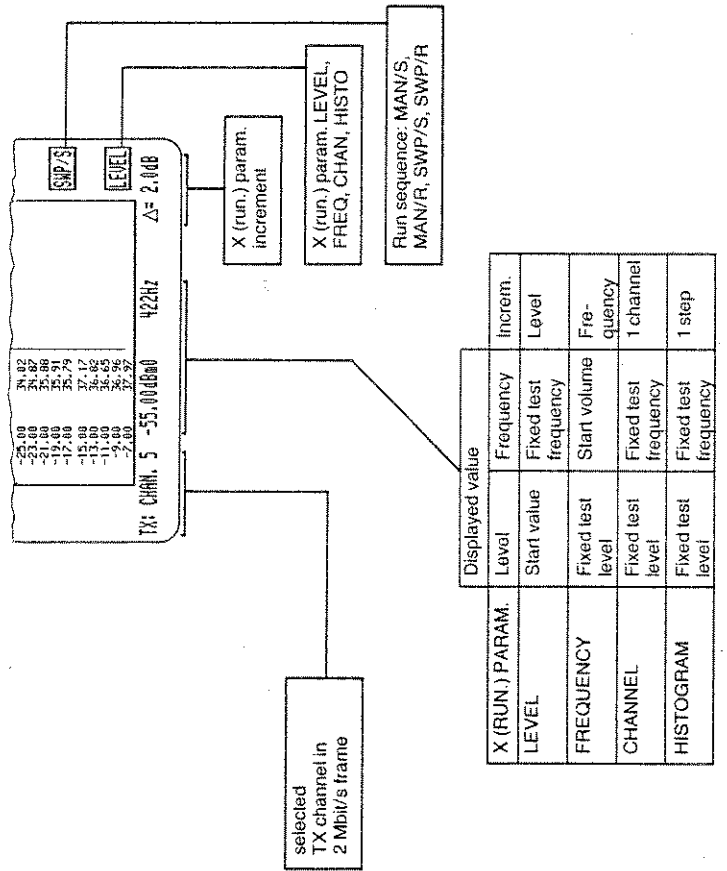 -25.00 34.02
-23.00 34.87
-21.00 35.88
-19.00 35.91
-17.00 35.79
-15.00 37.17
-13.00 36.82
-11.00 36.65
-9.00 36.96
-7.00 37.97
SWP/S
LEVEL
TX: CHAN. 5 -55.00dBm0 422Hz Δ= 2.0dB
selected
TX channel in
2 Mbit/s frame
X (run.) param.
increment
X (run.) param. LEVEL,
FREQ, CHAN, HISTO
Run sequence: MAN/S,
MAN/R, SWP/S, SWP/R
Displayed value
X (RUN.) PARAM. Level Frequency Increm.
LEVEL Start value Fixed test
frequency Level
FREQUENCY Fixed test
level Start volume Fre-
quency
CHANNEL Fixed test
level Fixed test
frequency 1 channel
HISTOGRAM Fixed test
level Fixed test
frequency 1 step